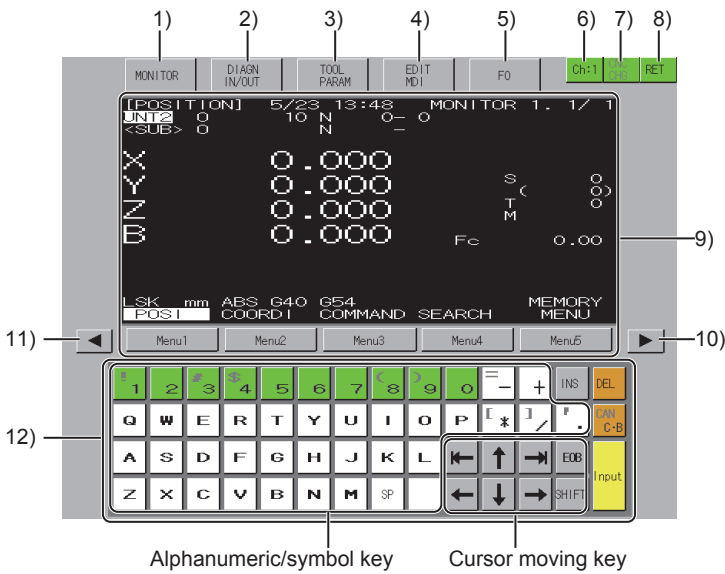 1) 2) 3) 4) 5) 6) 7) 8)
MONITOR DIAGN IN/OUT TOOL PARAM EDIT MDI FO Ch:1 CNC CHG RET
[POSITION] 5/23 13:48 MONITOR 1. 1/ 1
UNT2 O 10 N 0- 0
<SUB> O N -
X 0.000
Y 0.000 S 0
( 0)
Z 0.000 T 0
M
B 0.000 Fc 0.00
9)
LSK mm ABS G40 G54 MEMORY
POSI COORDI COMMAND SEARCH MENU
11) ◀ Menu1 Menu2 Menu3 Menu4 Menu5 ▶ 10)
! 1 2 # 3 $ 4 5 6 7 ( 8 ) 9 0 = - + INS DEL
Q W E R T Y U I O P [ * ] / ' . CAN C·B
12)
A S D F G H J K L ⇤ ↑ ⇥ EOB Input
Z X C V B N M SP ← ↓ → SHIFT
Alphanumeric/symbol key Cursor moving key